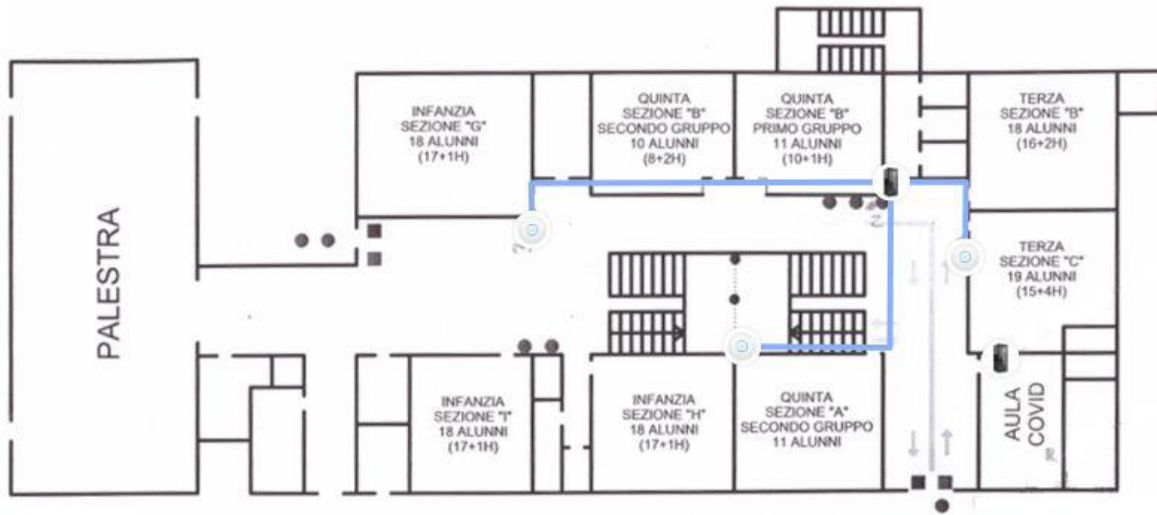 PALESTRA
INFANZIA
SEZIONE "G"
18 ALUNNI
(17+1H)
QUINTA
SEZIONE "B"
SECONDO GRUPPO
10 ALUNNI
(8+2H)
QUINTA
SEZIONE "B"
PRIMO GRUPPO
11 ALUNNI
(10+1H)
TERZA
SEZIONE "B"
18 ALUNNI
(16+2H)
TERZA
SEZIONE "C"
19 ALUNNI
(15+4H)
INFANZIA
SEZIONE "I"
18 ALUNNI
(17+1H)
INFANZIA
SEZIONE "H"
18 ALUNNI
(17+1H)
QUINTA
SEZIONE "A"
SECONDO GRUPPO
11 ALUNNI
AULA
COVID